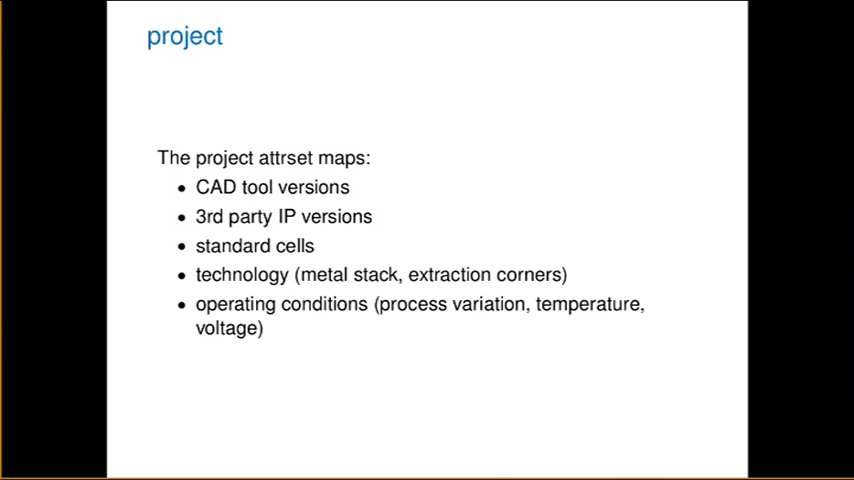 project
The project attrset maps:
• CAD tool versions
• 3rd party IP versions
• standard cells
• technology (metal stack, extraction corners)
• operating conditions (process variation, temperature,
voltage)